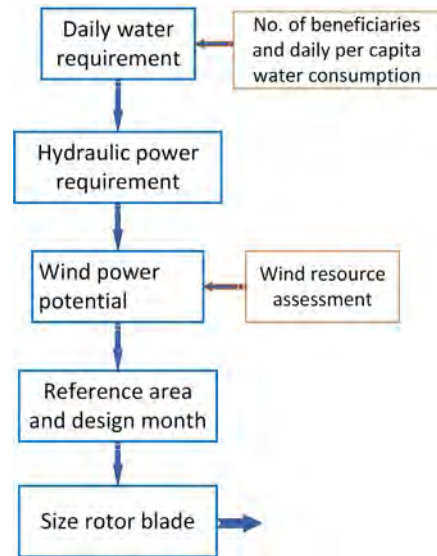 Daily water
requirement
No. of beneficiaries
and daily per capita
water consumption
Hydraulic power
requirement
Wind power
potential
Wind resource
assessment
Reference area
and design month
Size rotor blade